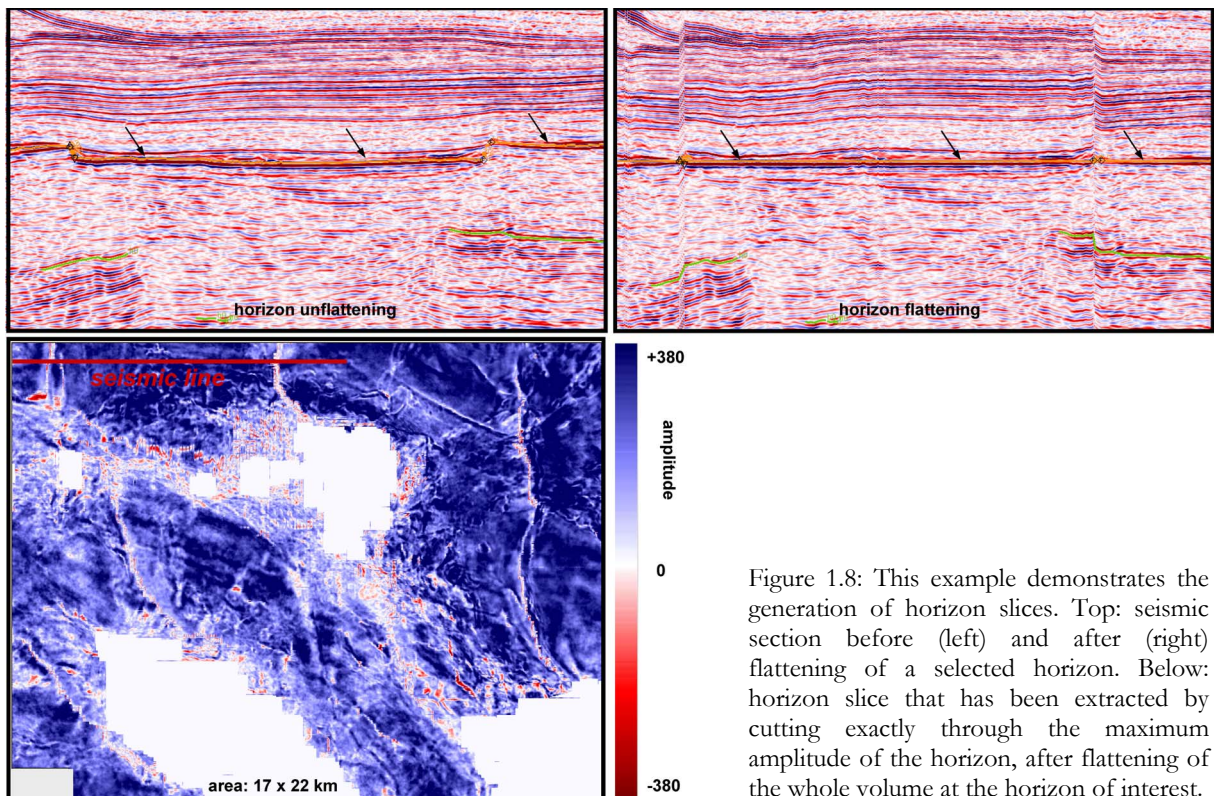 horizon unflattening
horizon flattening
seismic line
area: 17 x 22 km
+380
amplitude
0
-380
Figure 1.8: This example demonstrates the
generation of horizon slices. Top: seismic
section before (left) and after (right)
flattening of a selected horizon. Below:
horizon slice that has been extracted by
cutting exactly through the maximum
amplitude of the horizon, after flattening of
the whole volume at the horizon of interest.